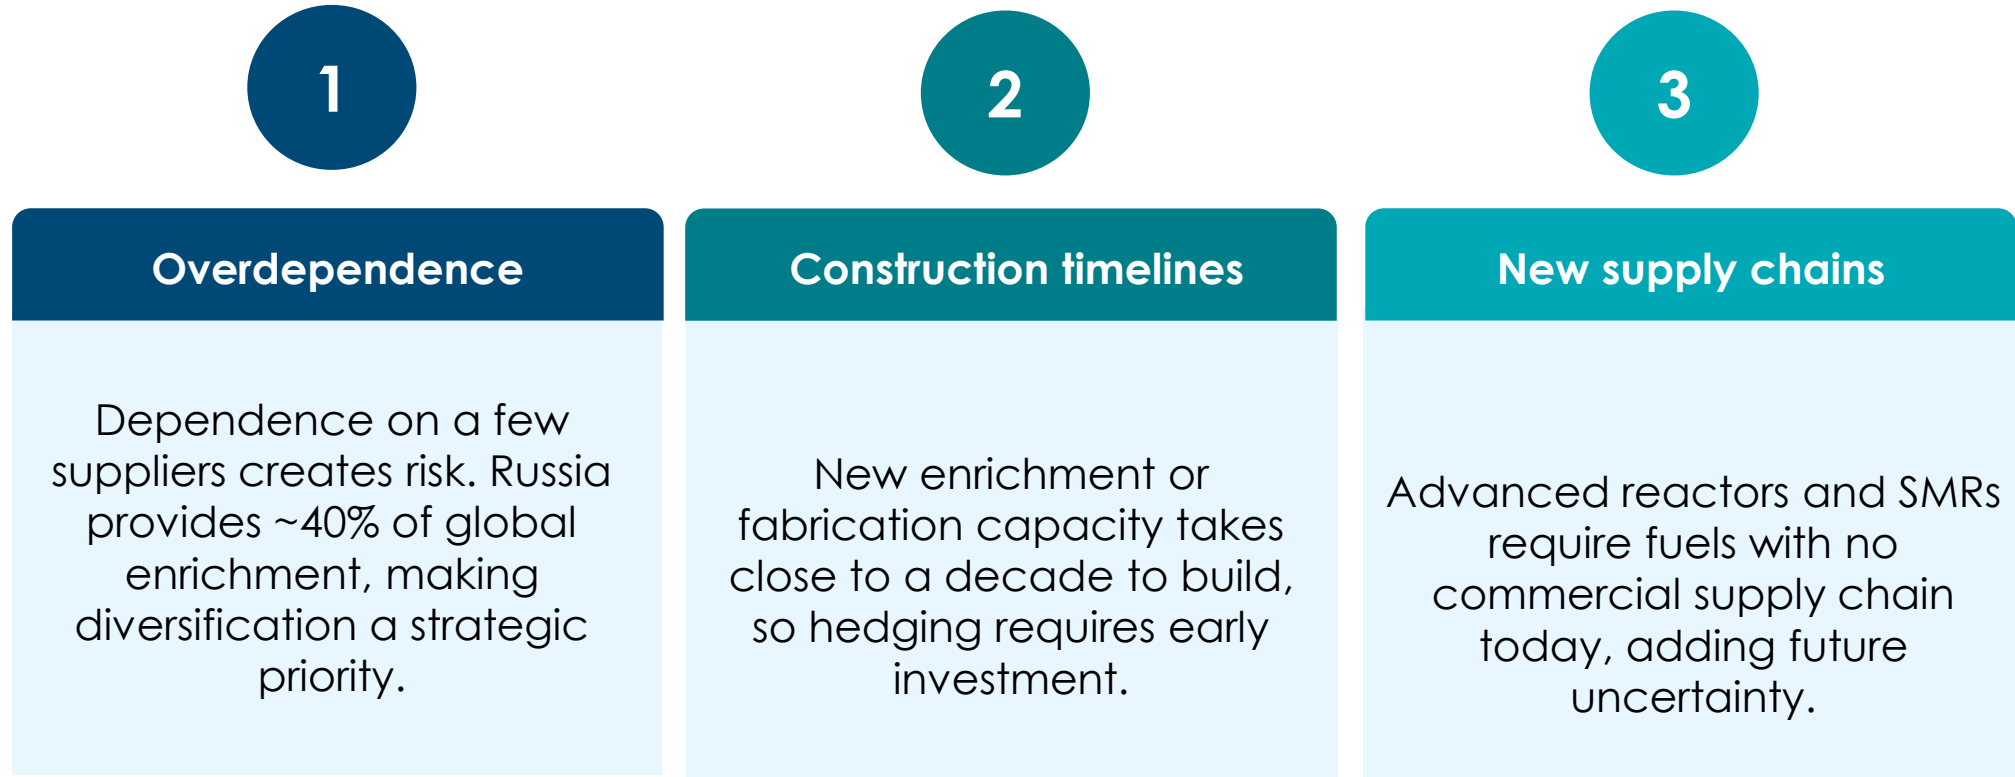 1
Overdependence
Dependence on a few
suppliers creates risk. Russia
provides ~40% of global
enrichment, making
diversification a strategic
priority.
2
Construction timelines
New enrichment or
fabrication capacity takes
close to a decade to build,
so hedging requires early
investment.
3
New supply chains
Advanced reactors and SMRs
require fuels with no
commercial supply chain
today, adding future
uncertainty.